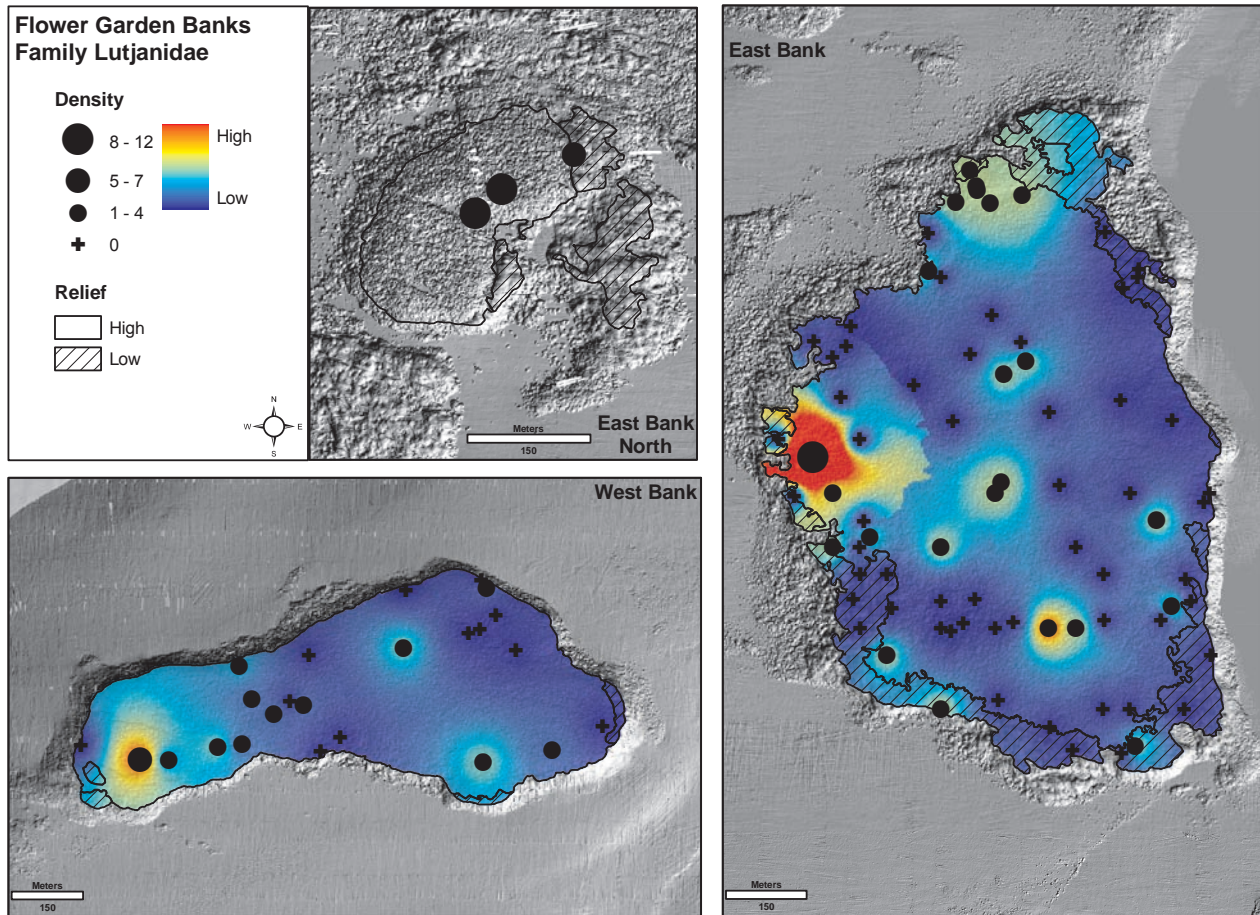 Flower Garden Banks
Family Lutjanidae
Density
8 - 12
5 - 7
1 - 4
0
High
Low
Relief
High
Low
N
W
E
S
Meters
150
East Bank
North
West Bank
Meters
150
East Bank
Meters
150